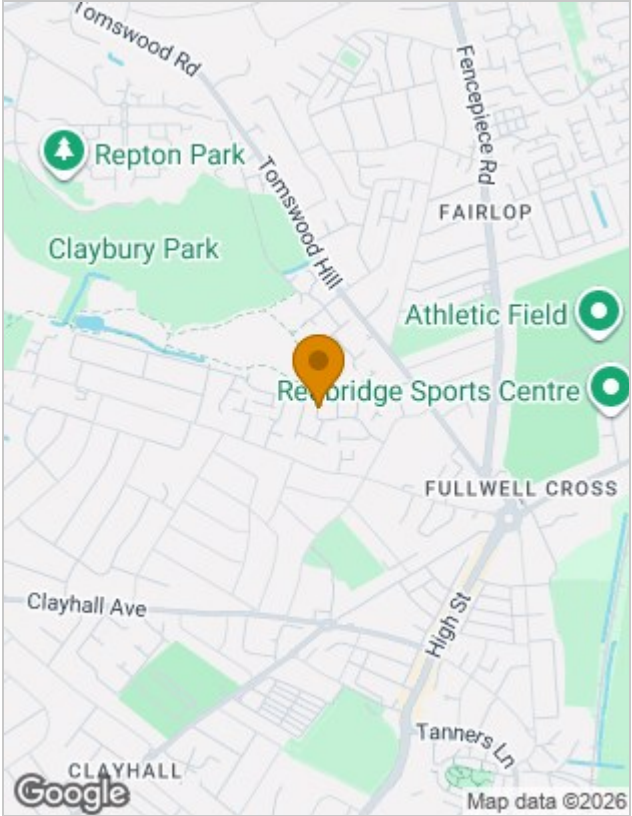 Tomswood Rd
Fencepiece Rd
Repton Park
Tomswood Hill
FAIRLOP
Claybury Park
Athletic Field
Redbridge Sports Centre
FULLWELL CROSS
Clayhall Ave
High St
Tanners Ln
CLAYHALL
Google
Map data ©2026